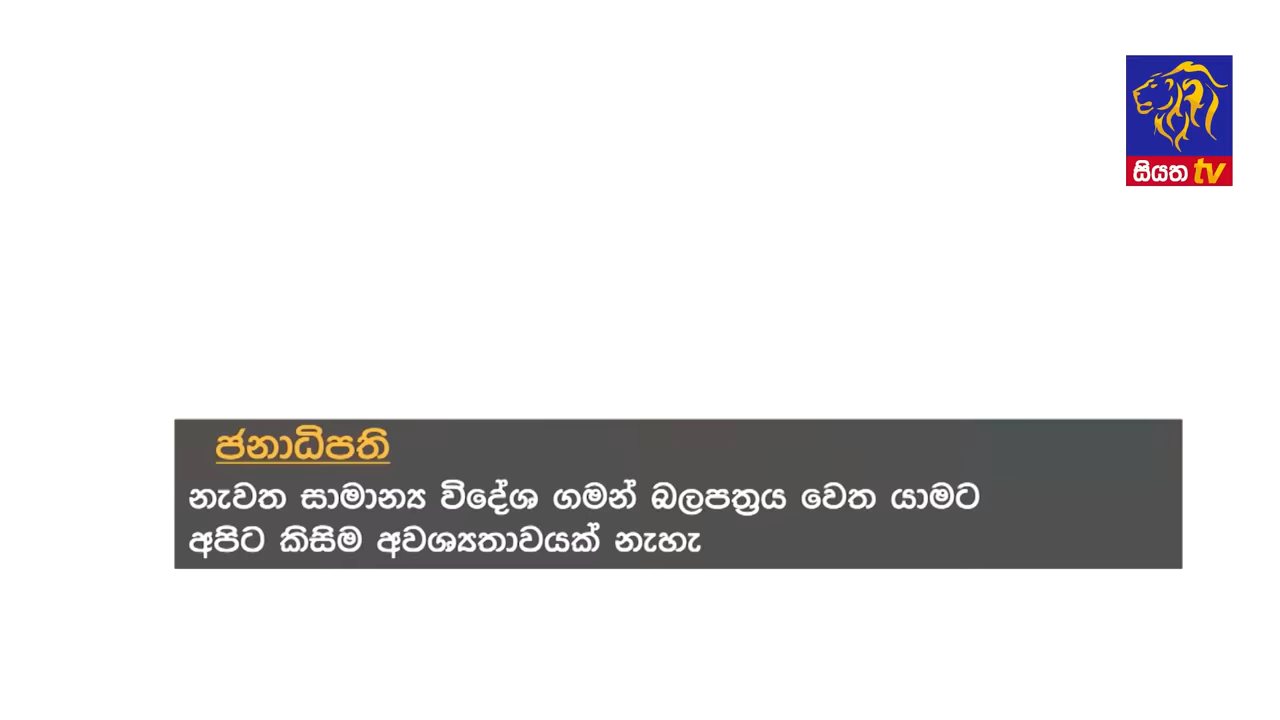 සියත tv
ජනාධිපති
නැවත සාමාන්‍ය විදේශ ගමන් බලපත්‍රය වෙත යාමට
අපිට කිසිම අවශ්‍යතාවයක් නැහැ